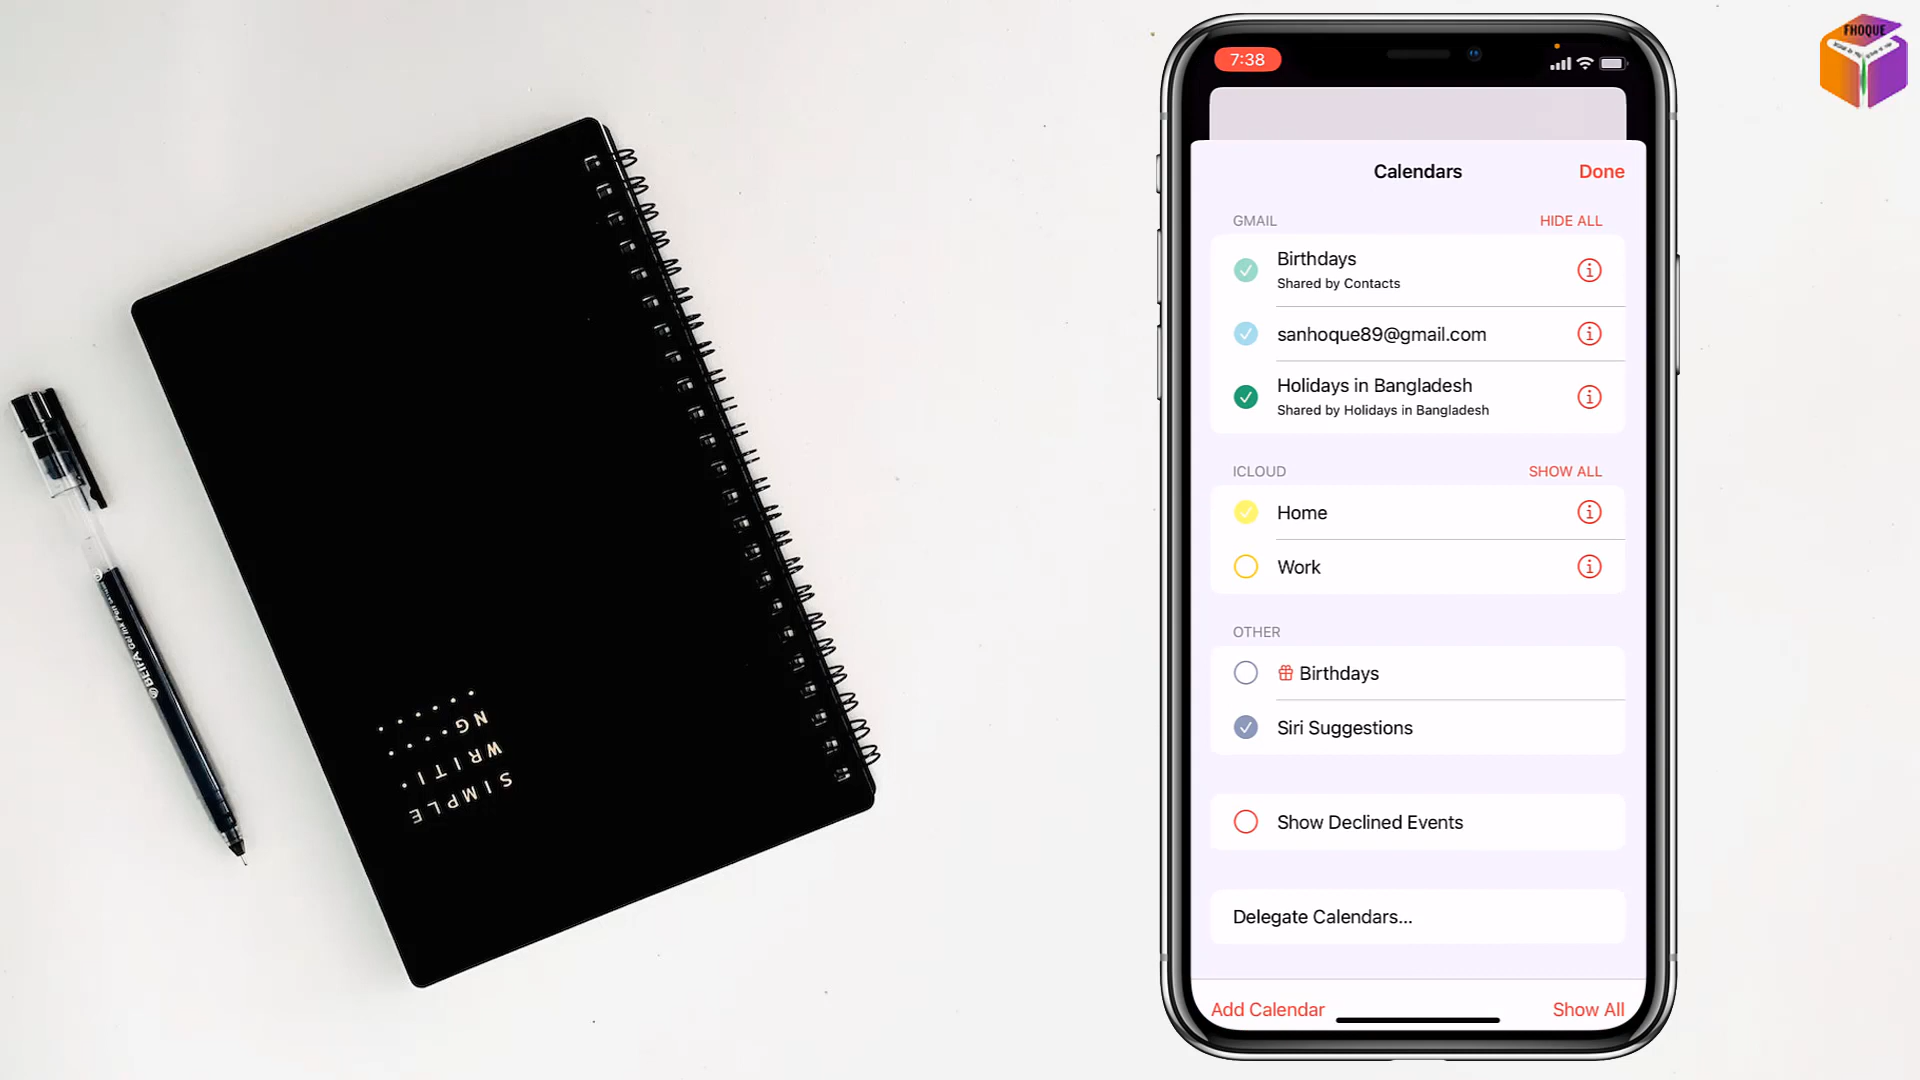 FHOQUE
7:38
Calendars
Done
GMAIL
HIDE ALL
Birthdays
Shared by Contacts
sanhoque89@gmail.com
Holidays in Bangladesh
Shared by Holidays in Bangladesh
ICLOUD
SHOW ALL
Home
Work
OTHER
Birthdays
Siri Suggestions
Show Declined Events
Delegate Calendars...
Add Calendar
Show All
SIMPLE
WRITI
NG